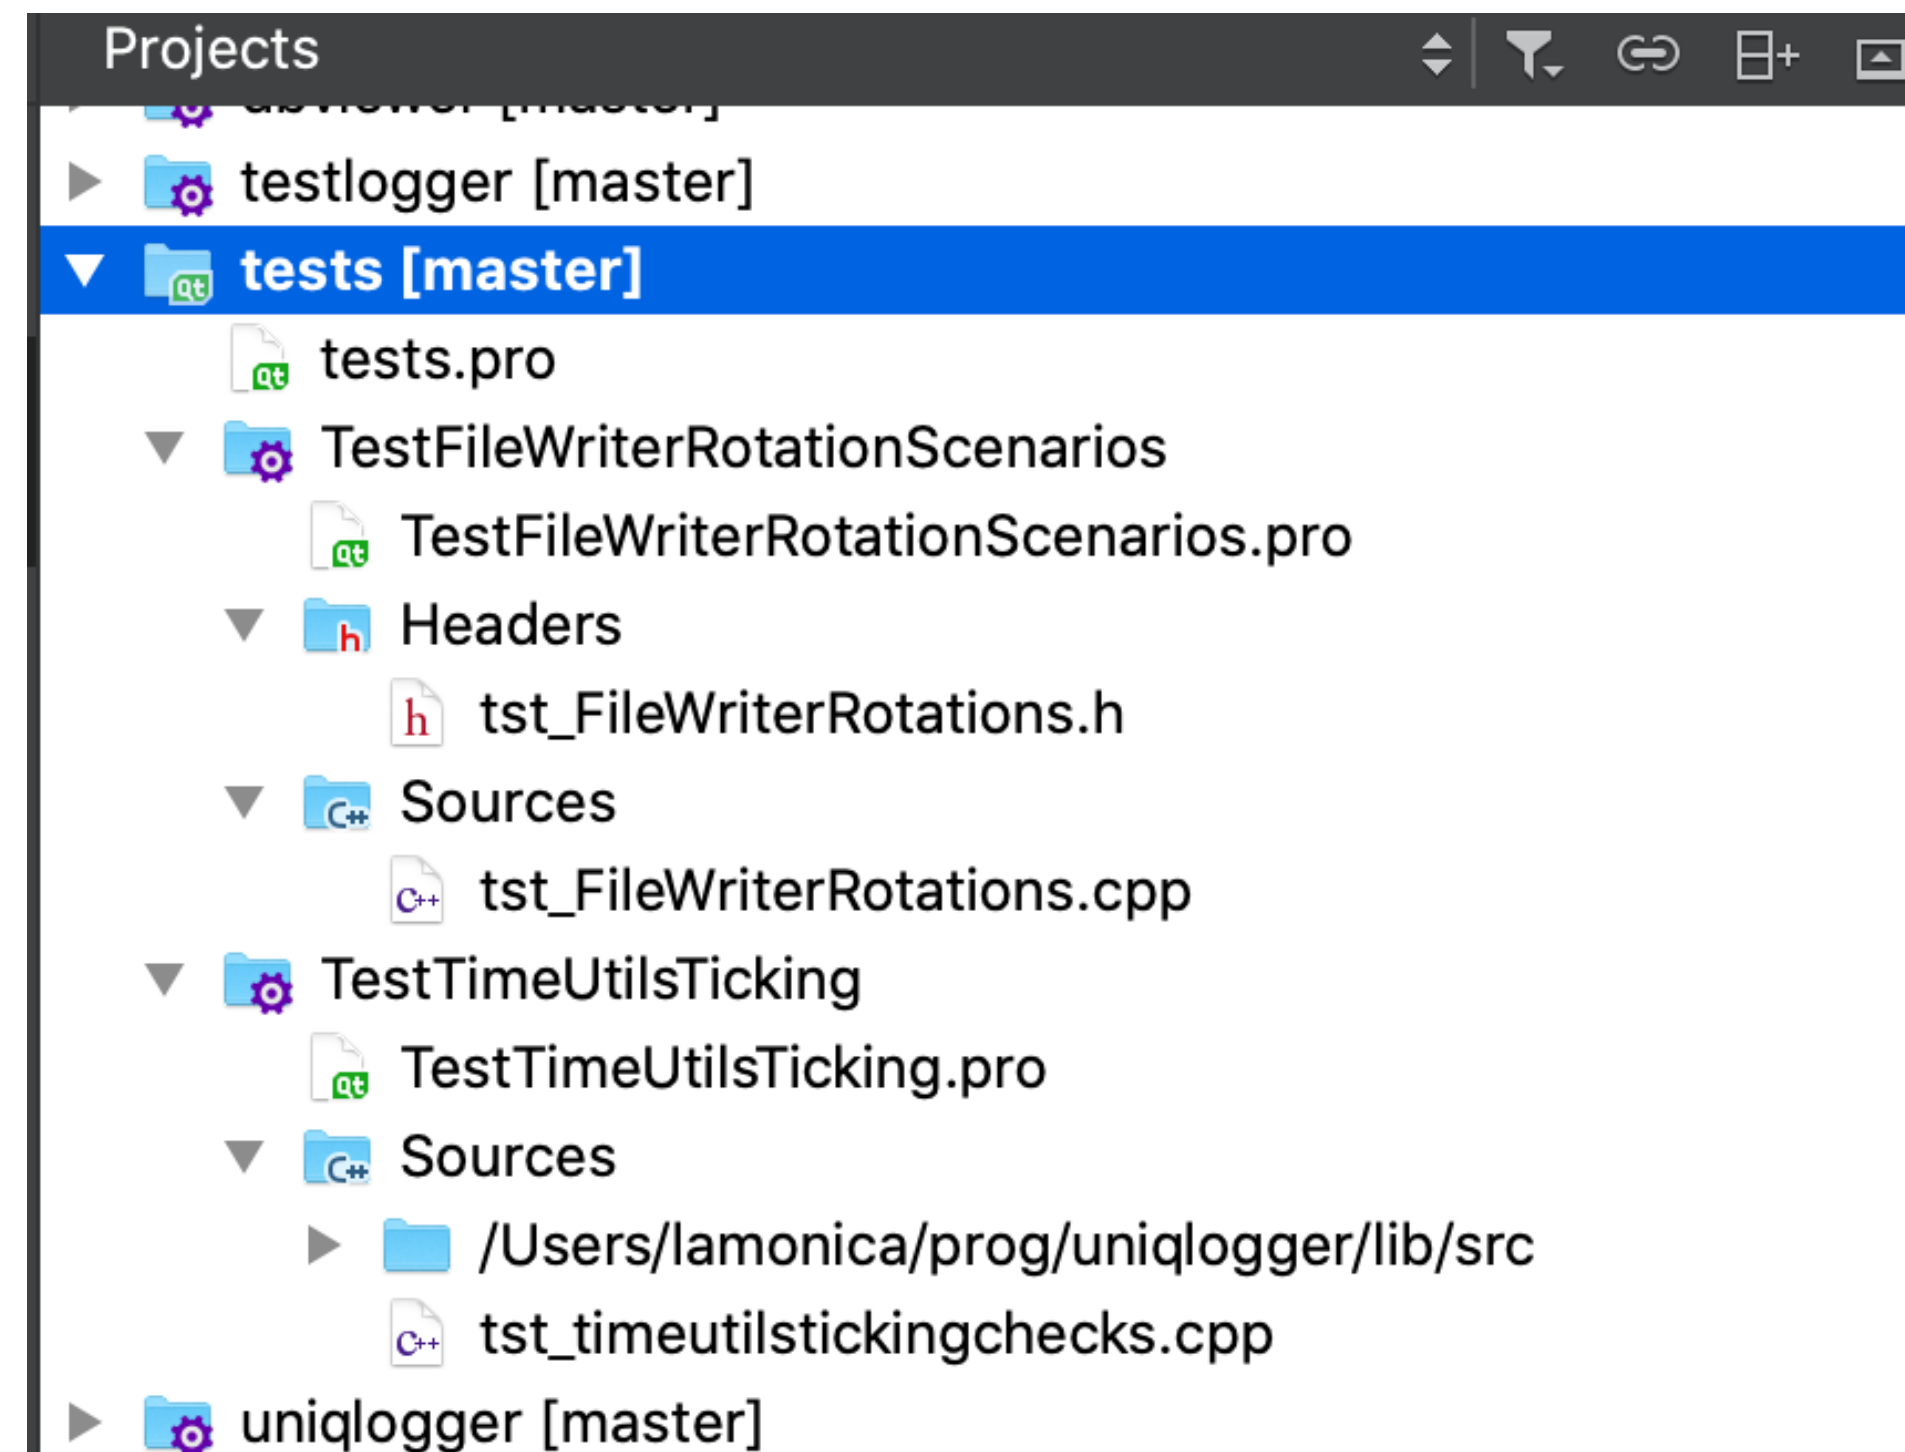 Projects
[master]
testlogger [master]
tests [master]
tests.pro
TestFileWriterRotationScenarios
TestFileWriterRotationScenarios.pro
Headers
tst_FileWriterRotations.h
Sources
tst_FileWriterRotations.cpp
TestTimeUtilsTicking
TestTimeUtilsTicking.pro
Sources
/Users/lamonica/prog/uniqlogger/lib/src
tst_timeutilstickingchecks.cpp
uniqlogger [master]